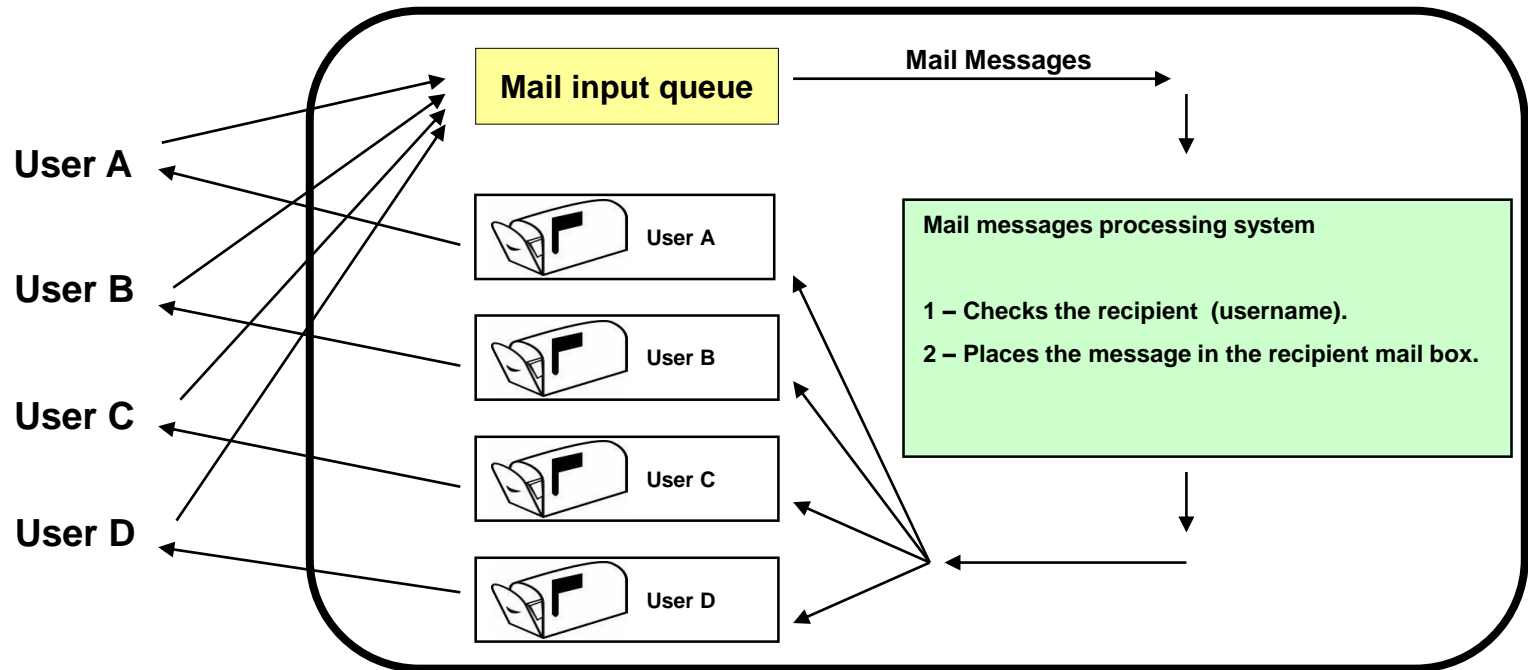 Mail input queue
Mail Messages
User A
User B
User C
User D
User A
User B
User C
User D
Mail messages processing system
1 – Checks the recipient (username).
2 – Places the message in the recipient mail box.